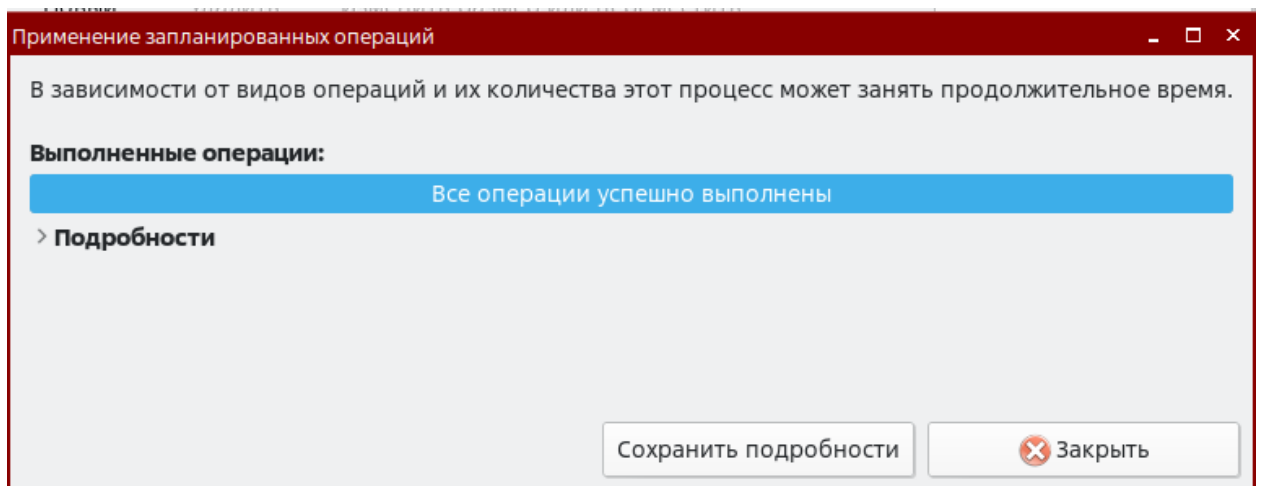 Применение запланированных операций
В зависимости от видов операций и их количества этот процесс может занять продолжительное время.
Выполненные операции:
Все операции успешно выполнены
Подробности
Сохранить подробности
Закрыть